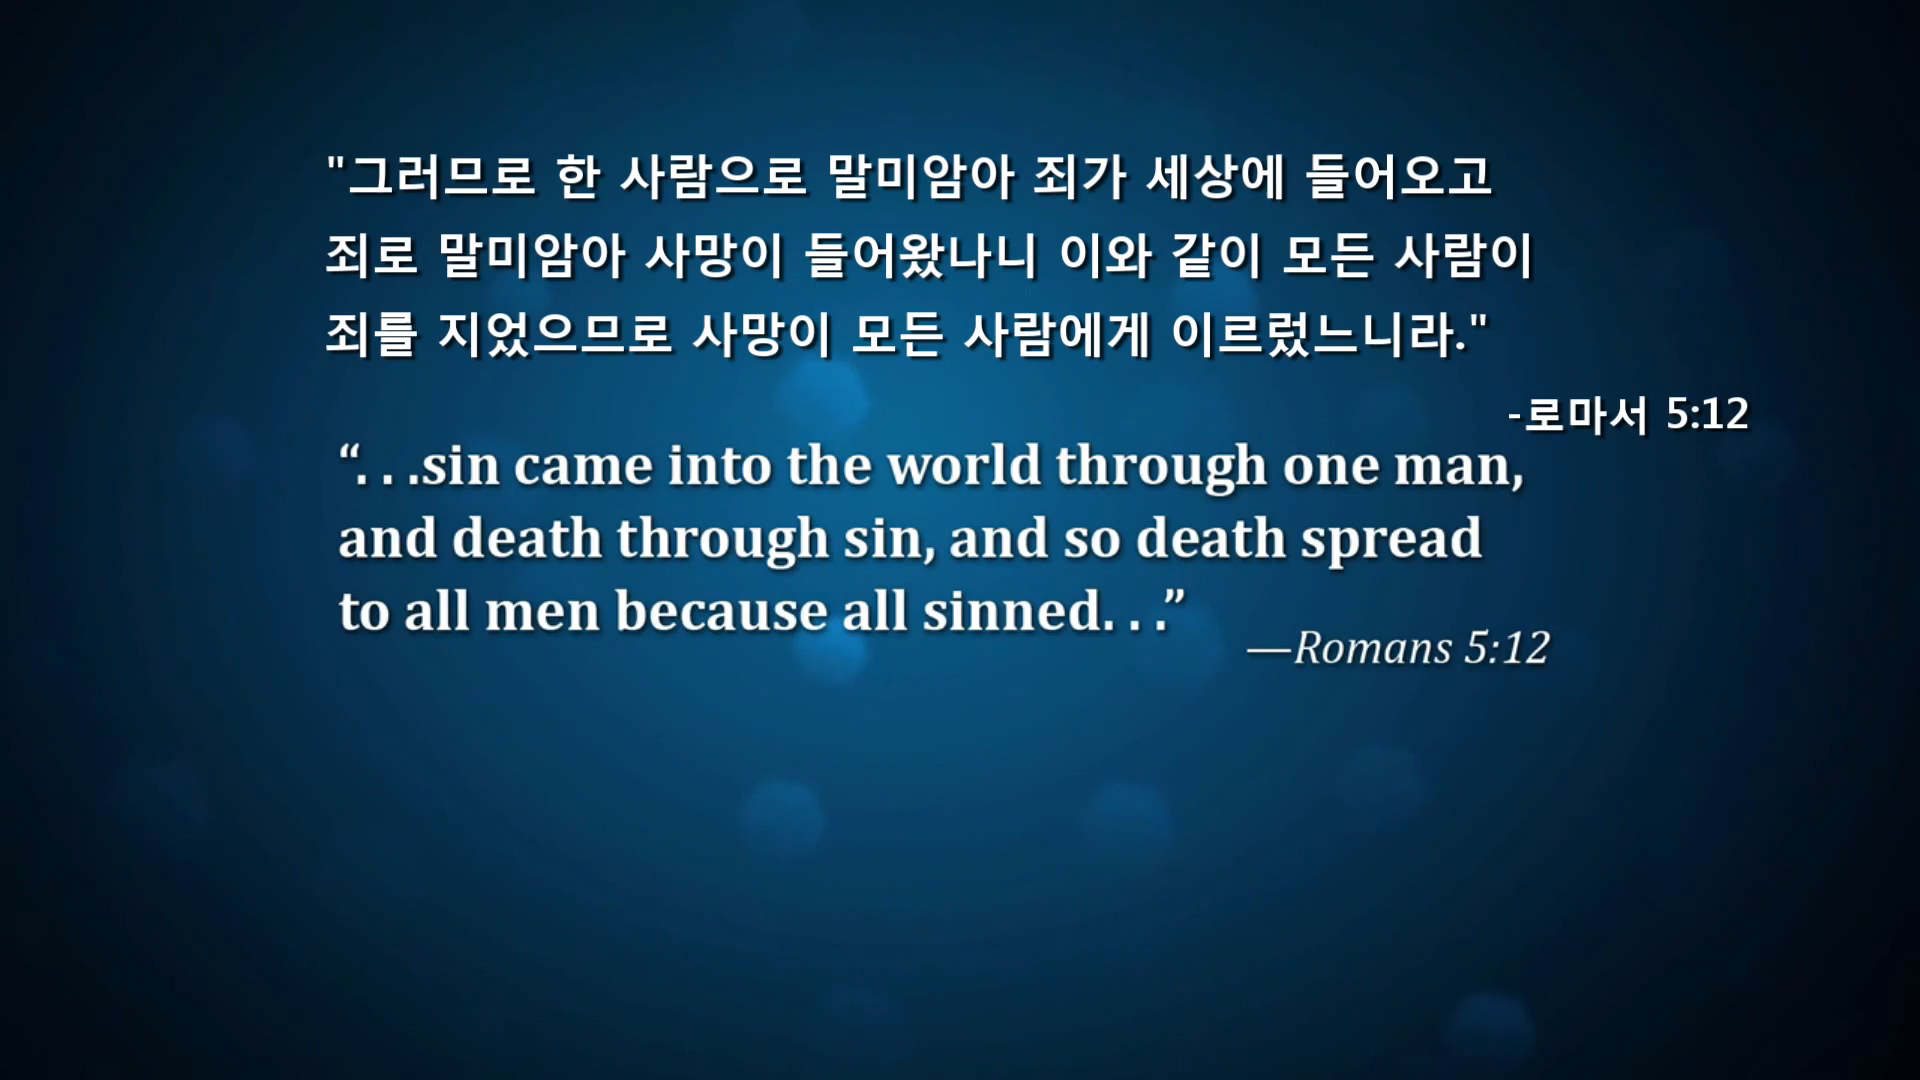 "그러므로 한 사람으로 말미암아 죄가 세상에 들어오고
죄로 말미암아 사망이 들어왔나니 이와 같이 모든 사람이
죄를 지었으므로 사망이 모든 사람에게 이르렀느니라."
-로마서 5:12
“. . .sin came into the world through one man,
and death through sin, and so death spread
to all men because all sinned. . .”
—Romans 5:12